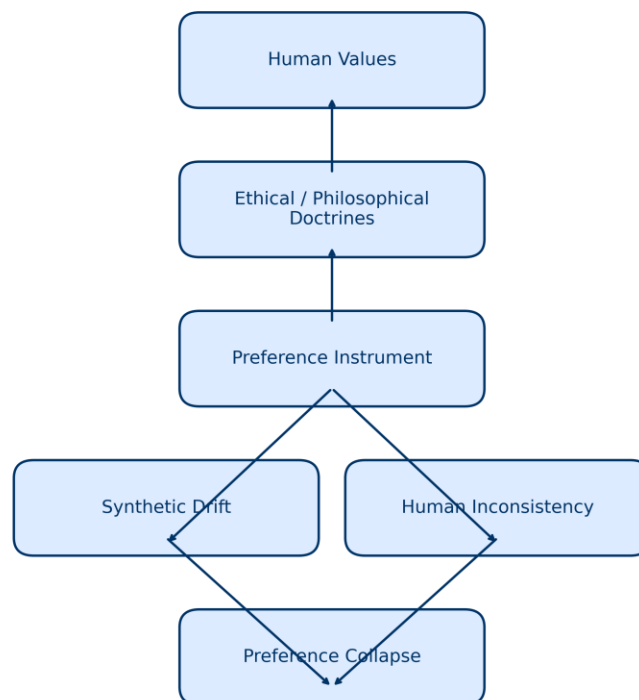 Human Values
Ethical / Philosophical
Doctrines
Preference Instrument
Synthetic Drift
Human Inconsistency
Preference Collapse